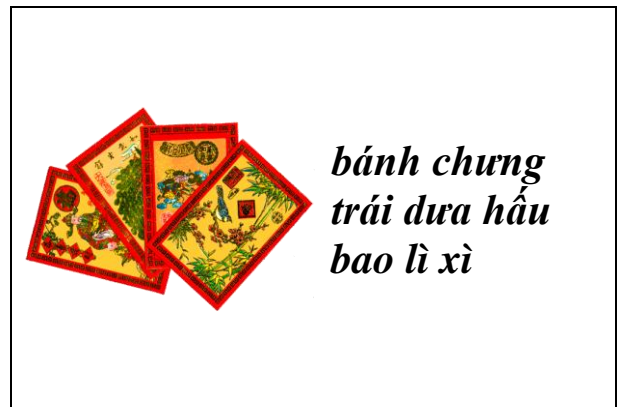 bánh chưng
trái dưa hấu
bao lì xì